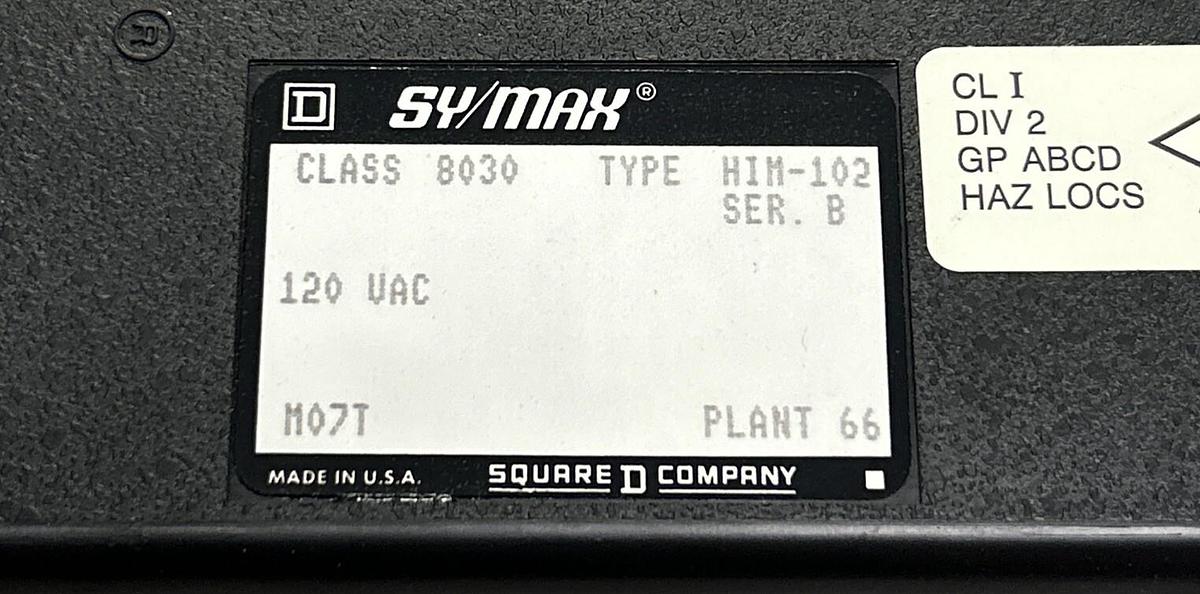 D SY/MAX®
CLASS 8030 TYPE HIM-102
SER. B
120 VAC
M07T PLANT 66
MADE IN U.S.A. SQUARE D COMPANY
CL I
DIV 2
GP ABCD
HAZ LOCS